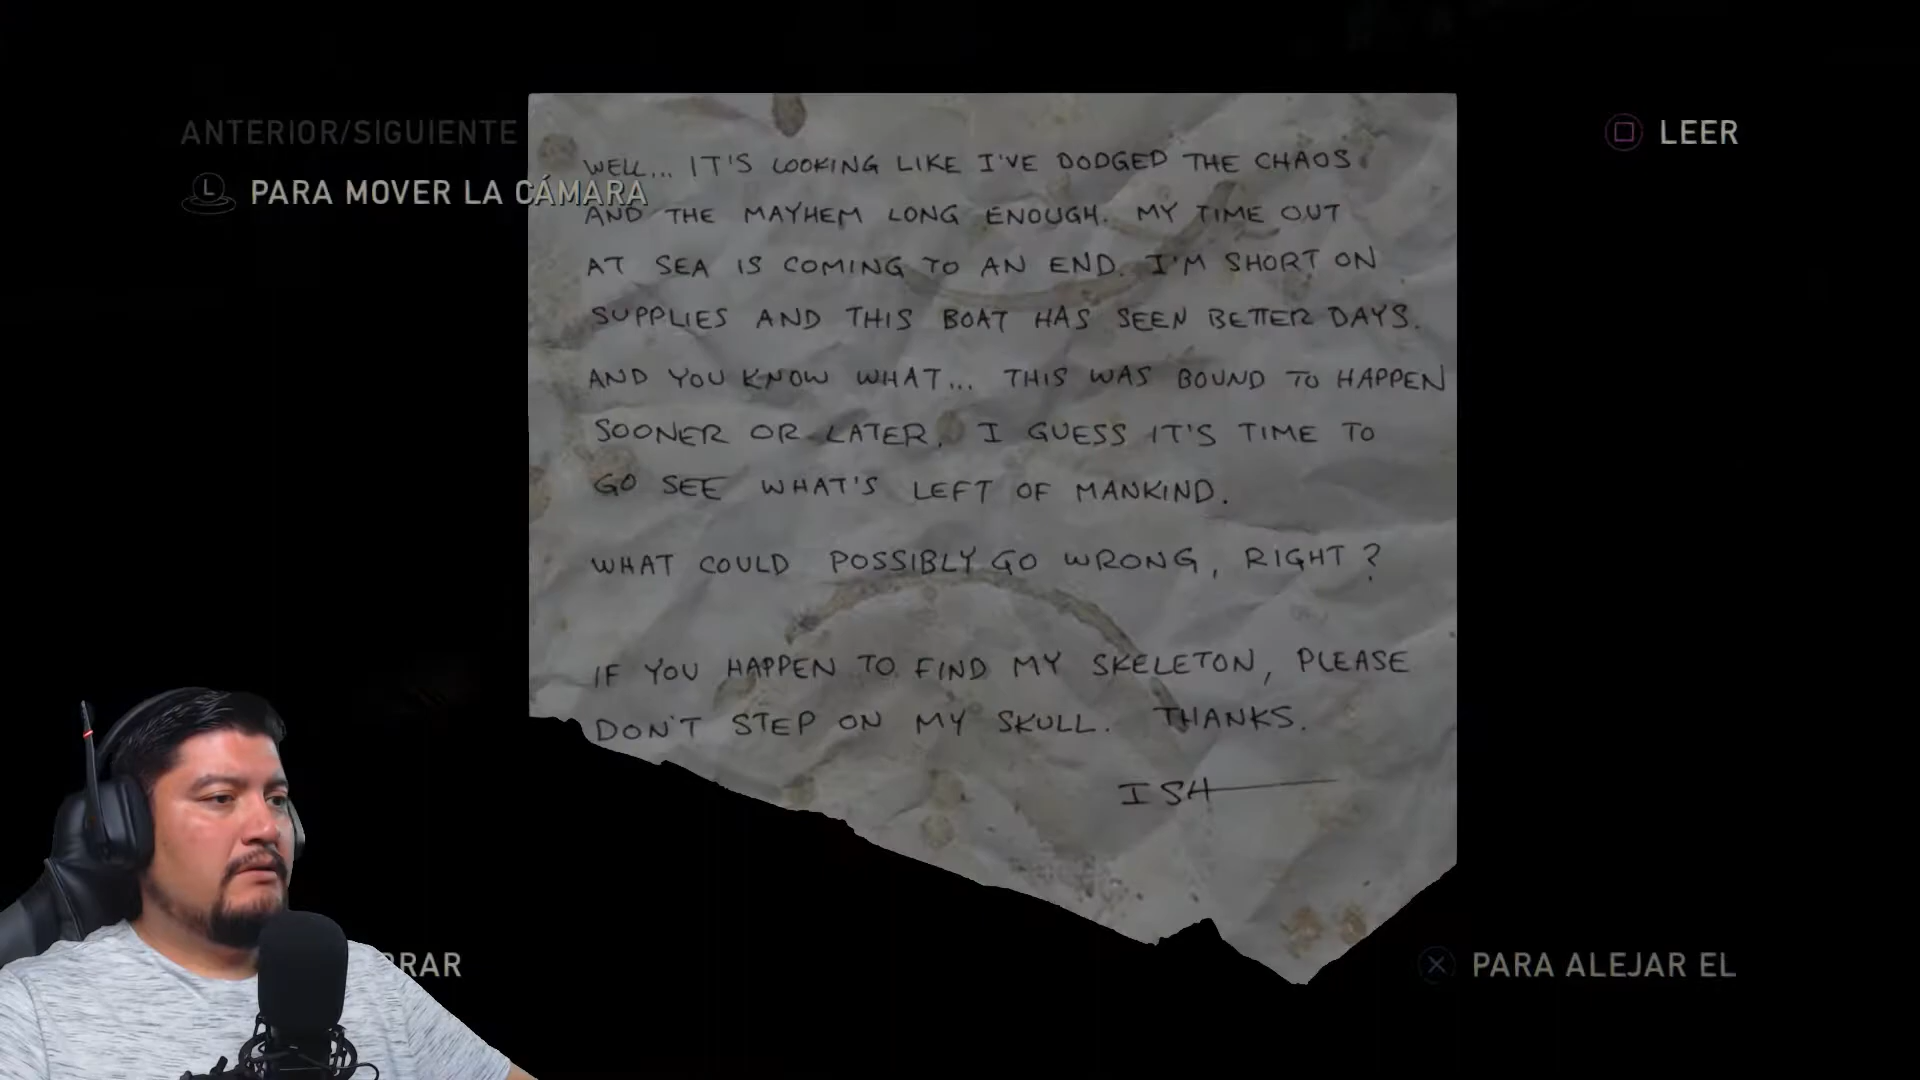 ANTERIOR/SIGUIENTE
L PARA MOVER LA CÁMARA
LEER
WELL... IT'S LOOKING LIKE I'VE DODGED THE CHAOS
AND THE MAYHEM LONG ENOUGH. MY TIME OUT
AT SEA IS COMING TO AN END. I'M SHORT ON
SUPPLIES AND THIS BOAT HAS SEEN BETTER DAYS.
AND YOU KNOW WHAT... THIS WAS BOUND TO HAPPEN
SOONER OR LATER. I GUESS IT'S TIME TO
GO SEE WHAT'S LEFT OF MANKIND.
WHAT COULD POSSIBLY GO WRONG, RIGHT?
IF YOU HAPPEN TO FIND MY SKELETON, PLEASE
DON'T STEP ON MY SKULL. THANKS.
ISH
RAR
PARA ALEJAR EL